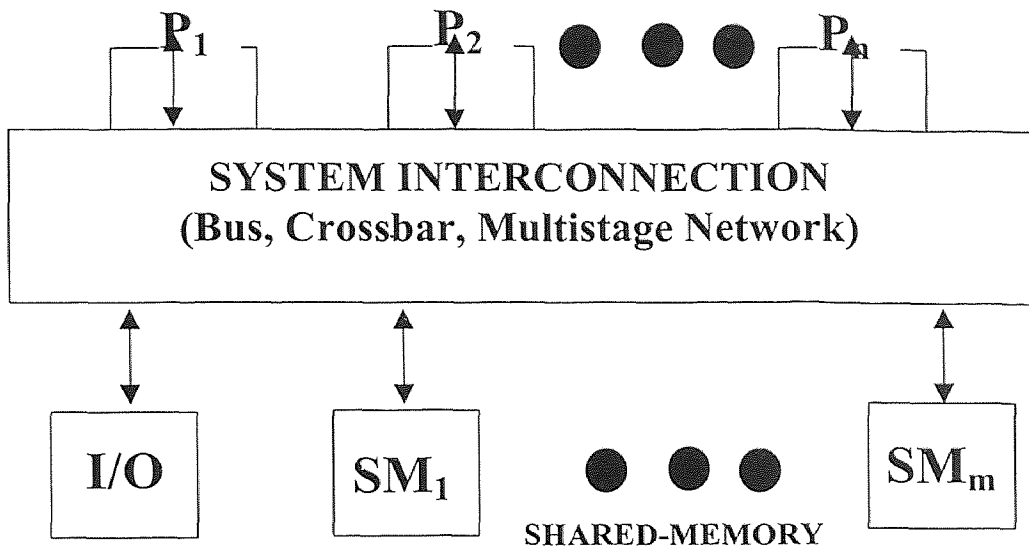 P₁ P₂ Pₙ
SYSTEM INTERCONNECTION
(Bus, Crossbar, Multistage Network)
I/O SM₁ SMₘ
SHARED-MEMORY